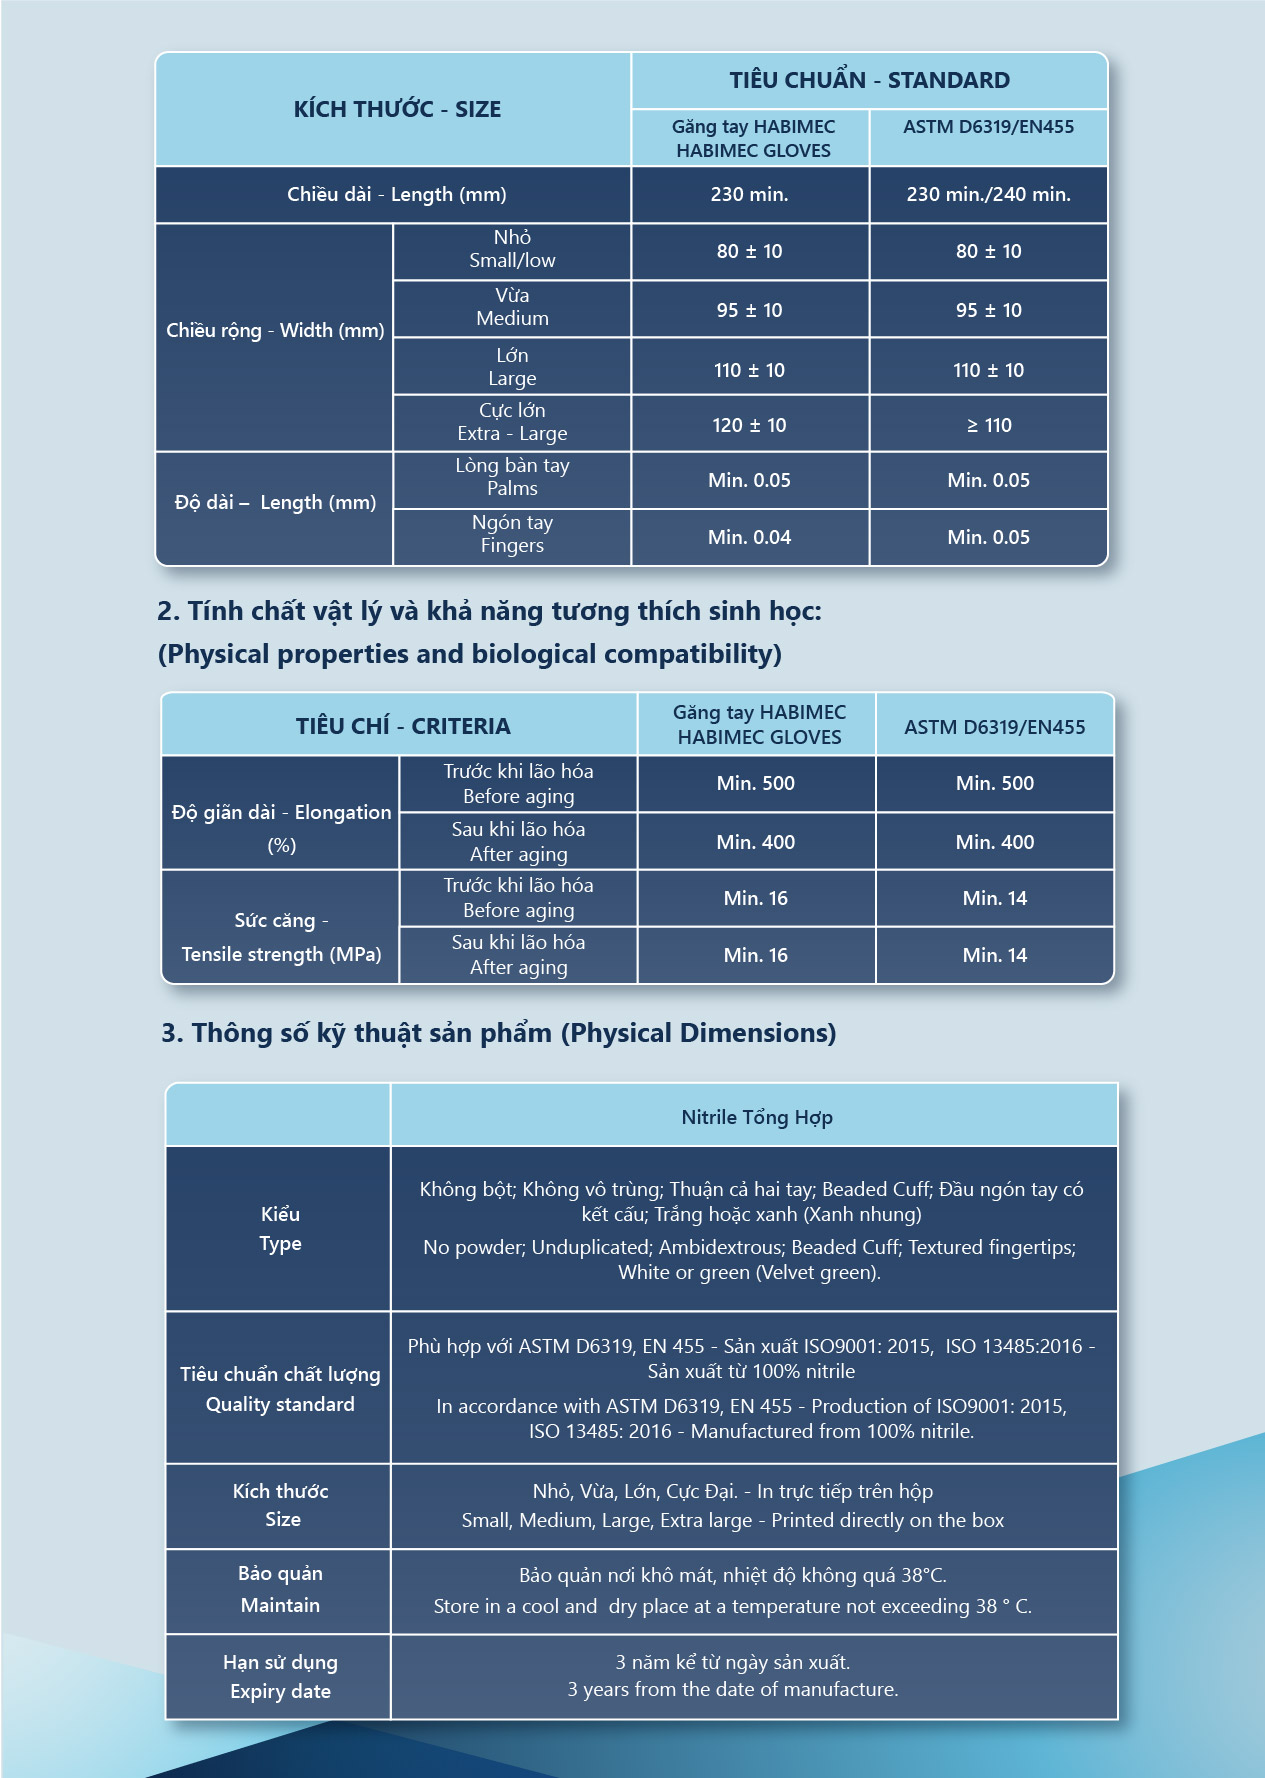 KÍCH THƯỚC - SIZE
TIÊU CHUẨN - STANDARD
Găng tay HABIMEC
HABIMEC GLOVES
ASTM D6319/EN455
Chiều dài - Length (mm)
230 min.
230 min./240 min.
Chiều rộng - Width (mm)
Nhỏ
Small/low
80 ± 10
80 ± 10
Vừa
Medium
95 ± 10
95 ± 10
Lớn
Large
110 ± 10
110 ± 10
Cực lớn
Extra - Large
120 ± 10
≥ 110
Độ dài – Length (mm)
Lòng bàn tay
Palms
Min. 0.05
Min. 0.05
Ngón tay
Fingers
Min. 0.04
Min. 0.05
2. Tính chất vật lý và khả năng tương thích sinh học:
(Physical properties and biological compatibility)
TIÊU CHÍ - CRITERIA
Găng tay HABIMEC
HABIMEC GLOVES
ASTM D6319/EN455
Độ giãn dài - Elongation
(%)
Trước khi lão hóa
Before aging
Min. 500
Min. 500
Sau khi lão hóa
After aging
Min. 400
Min. 400
Sức căng -
Tensile strength (MPa)
Trước khi lão hóa
Before aging
Min. 16
Min. 14
Sau khi lão hóa
After aging
Min. 16
Min. 14
3. Thông số kỹ thuật sản phẩm (Physical Dimensions)
Nitrile Tổng Hợp
Kiểu
Type
Không bột; Không vô trùng; Thuận cả hai tay; Beaded Cuff; Đầu ngón tay có
kết cấu; Trắng hoặc xanh (Xanh nhung)
No powder; Unduplicated; Ambidextrous; Beaded Cuff; Textured fingertips;
White or green (Velvet green).
Tiêu chuẩn chất lượng
Quality standard
Phù hợp với ASTM D6319, EN 455 - Sản xuất ISO9001: 2015, ISO 13485:2016 -
Sản xuất từ 100% nitrile
In accordance with ASTM D6319, EN 455 - Production of ISO9001: 2015,
ISO 13485: 2016 - Manufactured from 100% nitrile.
Kích thước
Size
Nhỏ, Vừa, Lớn, Cực Đại. - In trực tiếp trên hộp
Small, Medium, Large, Extra large - Printed directly on the box
Bảo quản
Maintain
Bảo quản nơi khô mát, nhiệt độ không quá 38°C.
Store in a cool and dry place at a temperature not exceeding 38 ° C.
Hạn sử dụng
Expiry date
3 năm kể từ ngày sản xuất.
3 years from the date of manufacture.